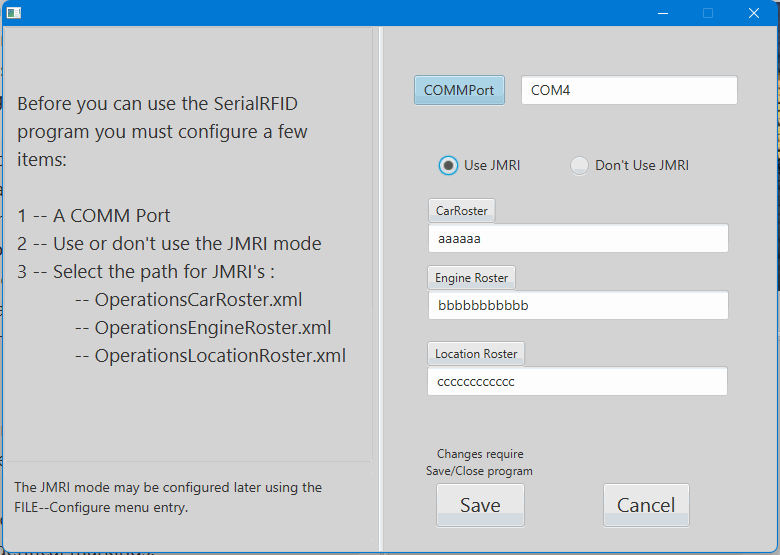 Before you can use the SerialRFID
program you must configure a few
items:
1 -- A COMM Port
2 -- Use or don't use the JMRI mode
3 -- Select the path for JMRI's :
-- OperationsCarRoster.xml
-- OperationsEngineRoster.xml
-- OperationsLocationRoster.xml
The JMRI mode may be configured later using the
FILE--Configure menu entry.
COMMPort COM4
Use JMRI Don't Use JMRI
CarRoster
aaaaaa
Engine Roster
bbbbbbbbbbb
Location Roster
cccccccccccc
Changes require
Save/Close program
Save Cancel